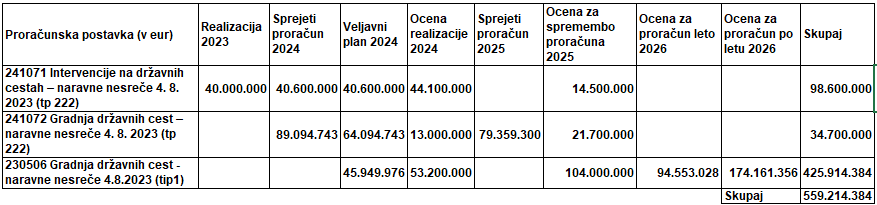 Proračunska postavka (v eur) | Realizacija 2023 | Sprejeti proračun 2024 | Veljavni plan 2024 | Ocena realizacije 2024 | Sprejeti proračun 2025 | Ocena za spremembo proračuna 2025 | Ocena za proračun leto 2026 | Ocena za proračun po letu 2026 | Skupaj
241071 Intervencije na državnih cestah – naravne nesreče 4. 8. 2023 (tp 222) | 40.000.000 | 40.600.000 | 40.600.000 | 44.100.000 | | 14.500.000 | | | 98.600.000
241072 Gradnja državnih cest – naravne nesreče 4. 8. 2023 (tp 222) | | 89.094.743 | 64.094.743 | 13.000.000 | 79.359.300 | 21.700.000 | | | 34.700.000
230506 Gradnja državnih cest - naravne nesreče 4.8.2023 (tip1) | | | 45.949.976 | 53.200.000 | | 104.000.000 | 94.553.028 | 174.161.356 | 425.914.384
Skupaj | 559.214.384